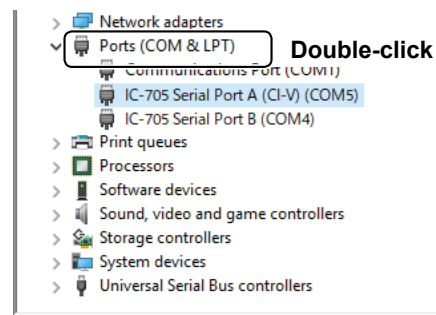 Network adapters
Ports (COM & LPT) Double-click
Communications Port (COM1)
IC-705 Serial Port A (CI-V) (COM5)
IC-705 Serial Port B (COM4)
Print queues
Processors
Software devices
Sound, video and game controllers
Storage controllers
System devices
Universal Serial Bus controllers